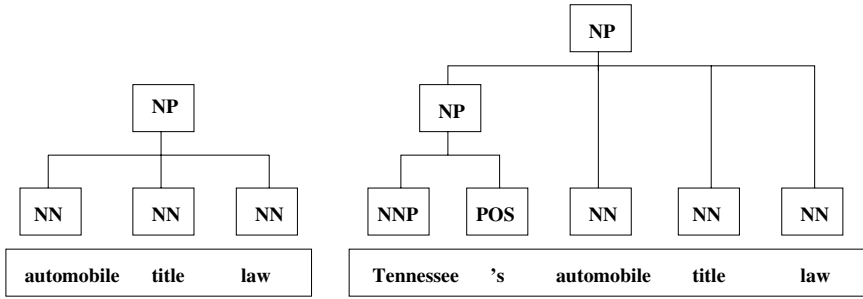 NP
NP NP
NN NN NN NNP POS NN NN NN
automobile title law Tennessee ’s automobile title law